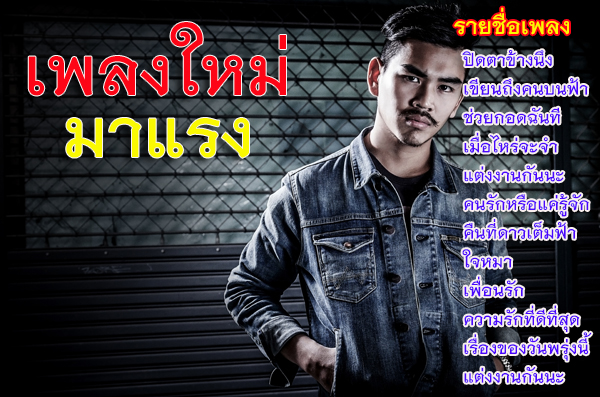 เพลงใหม่
มาแรง
รายชื่อเพลง
ปิดตาข้างนึง
เขียนถึงคนบนฟ้า
ช่วยกอดฉันที
เมื่อไหร่จะจำ
แต่งงานกันนะ
คนรักหรือแค่รู้จัก
คืนที่ดาวเต็มฟ้า
ใจหมา
เพื่อนรัก
ความรักที่ดีที่สุด
เรื่องของวันพรุ่งนี้
แต่งงานกันนะ